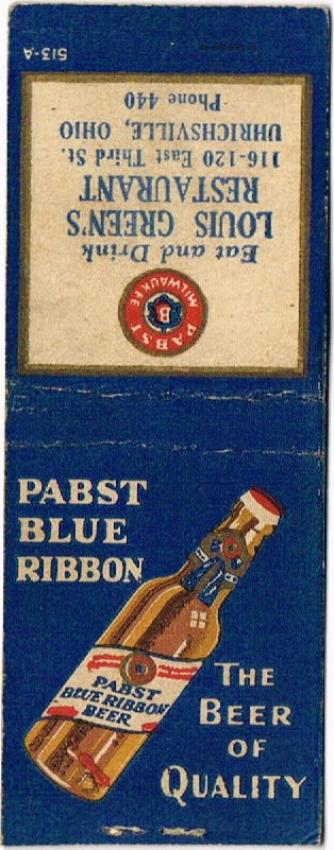 513-A
Eat and Drink
LOUIS GREEN'S
RESTAURANT
116-120 East Third St.
UHRICHSVILLE, OHIO
Phone 440
PABST
MILWAUKEE
B
PABST
BLUE
RIBBON
PABST
BLUE RIBBON
BEER
THE
BEER
OF
QUALITY